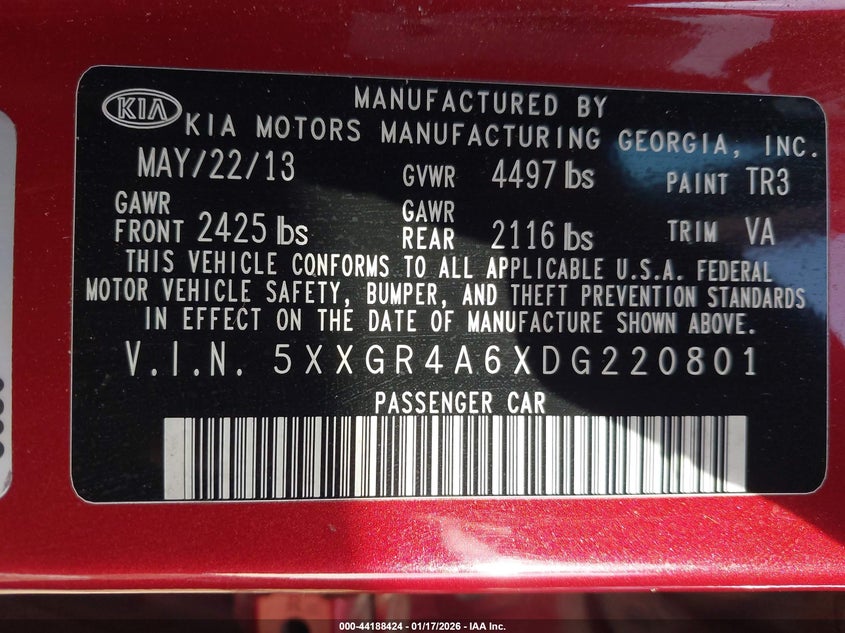 KIA
MANUFACTURED BY
KIA MOTORS MANUFACTURING GEORGIA, INC.
MAY/22/13 GVWR 4497 lbs PAINT TR3
GAWR FRONT 2425 lbs GAWR REAR 2116 lbs TRIM VA
THIS VEHICLE CONFORMS TO ALL APPLICABLE U.S.A. FEDERAL
MOTOR VEHICLE SAFETY, BUMPER, AND THEFT PREVENTION STANDARDS
IN EFFECT ON THE DATE OF MANUFACTURE SHOWN ABOVE.
V.I.N. 5XXGR4A6XDG220801
PASSENGER CAR
000-44188424 - 01/17/2026 - IAA Inc.